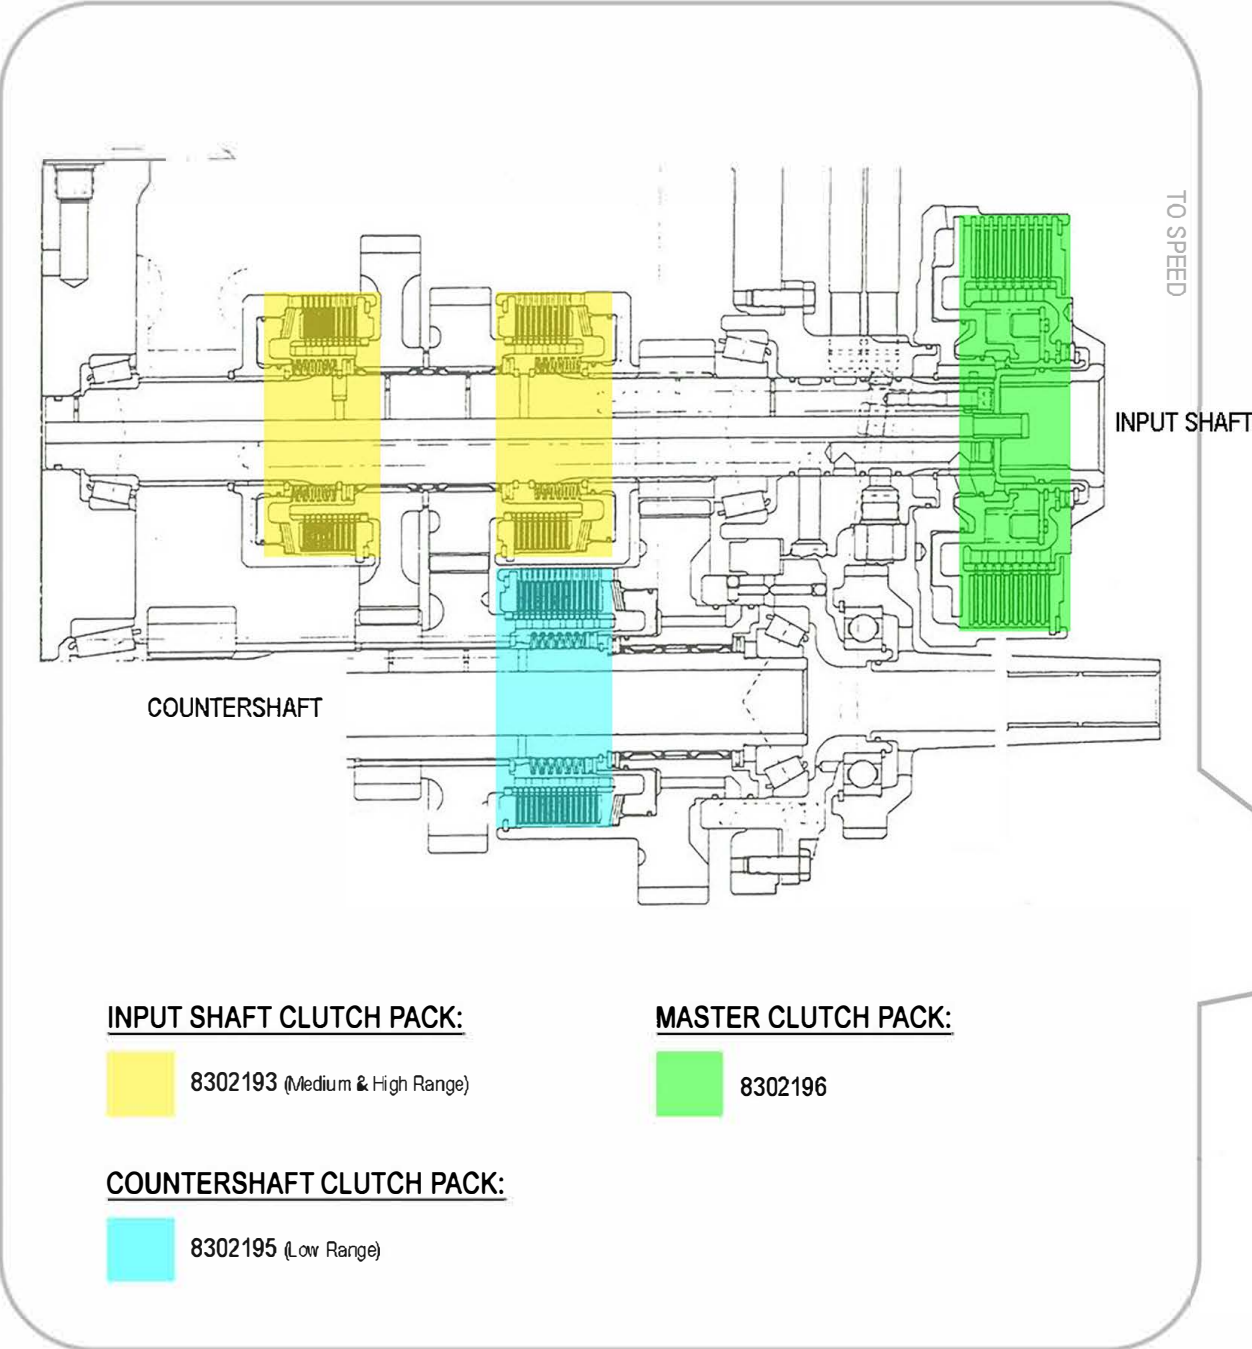 TO SPEED
INPUT SHAFT
COUNTERSHAFT
INPUT SHAFT CLUTCH PACK:
8302193 (Medium & High Range)
MASTER CLUTCH PACK:
8302196
COUNTERSHAFT CLUTCH PACK:
8302195 (Low Range)